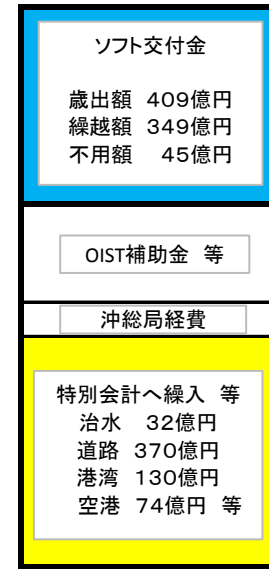 ソフト交付金
歳出額 409億円
繰越額 349億円
不用額 45億円
OIST補助金 等
沖総局経費
特別会計へ繰入 等
治水 32億円
道路 370億円
港湾 130億円
空港 74億円 等